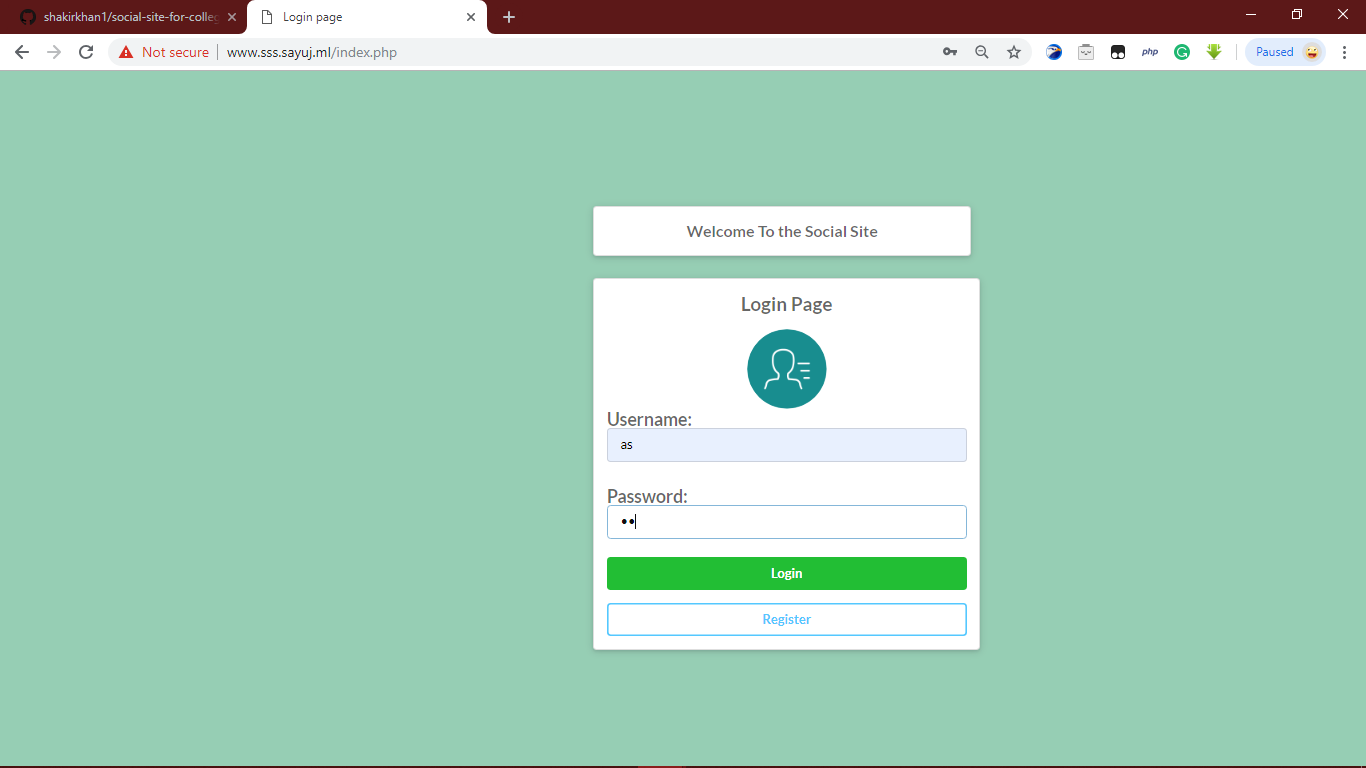 shakirkhan1/social-site-for-colleg
Login page
Not secure
www.sss.sayuj.ml/index.php
php
Paused
Welcome To the Social Site
Login Page
Username:
as
Password:
••
Login
Register